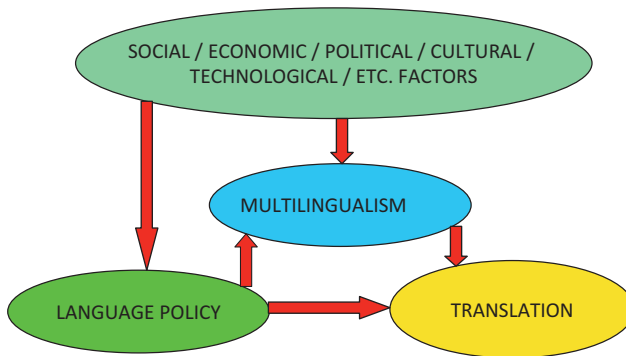 SOCIAL / ECONOMIC / POLITICAL / CULTURAL /
TECHNOLOGICAL / ETC. FACTORS
MULTILINGUALISM
LANGUAGE POLICY
TRANSLATION